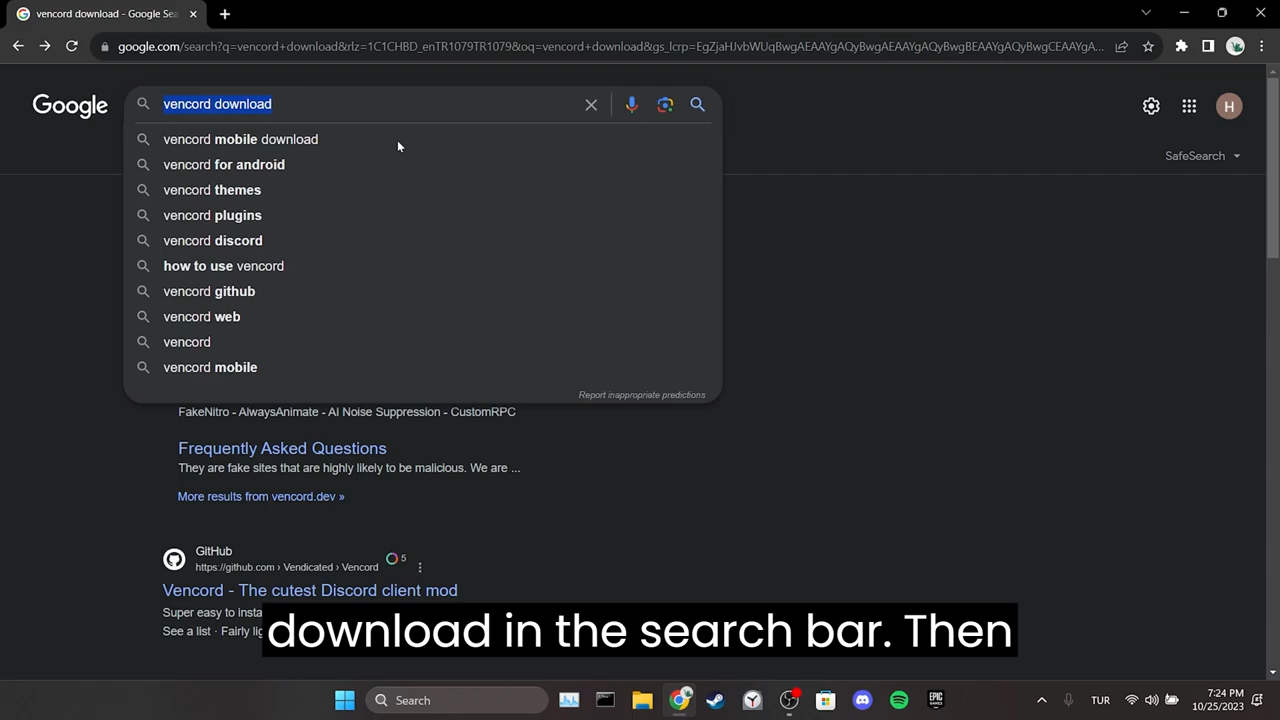 vencord download - Google Sea
google.com/search?q=vencord+download&rlz=1C1CHBD_enTR1079TR1079&oq=vencord+download&gs_lcrp=EgZjaHJvbWUqBwgAEAAYgAQyBwgAEAAYgAQyBwgBEAAYgAQyBwgCEAAYgA...
Google
vencord download
H
vencord mobile download
SafeSearch
vencord for android
vencord themes
vencord plugins
vencord discord
how to use vencord
vencord github
vencord web
vencord
vencord mobile
Report inappropriate predictions
FakeNitro - AlwaysAnimate - AI Noise Suppression - CustomRPC
Frequently Asked Questions
They are fake sites that are highly likely to be malicious. We are ...
More results from vencord.dev »
GitHub
5
https://github.com › Vendicated › Vencord
Vencord - The cutest Discord client mod
Super easy to insta
See a list · Fairly lig
download in the search bar. Then
Search
EPIC GAMES
TUR
7:24 PM
10/25/2023